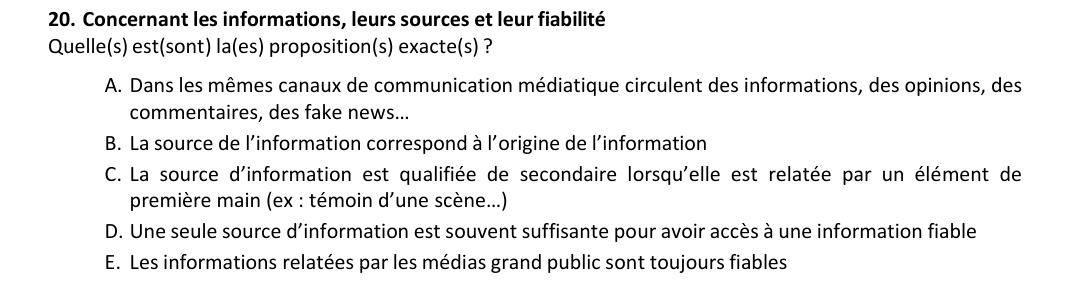 20. Concernant les informations, leurs sources et leur fiabilité
Quelle(s) est(sont) la(es) proposition(s) exacte(s) ?
A. Dans les mêmes canaux de communication médiatique circulent des informations, des opinions, des
commentaires, des fake news...
B. La source de l'information correspond à l'origine de l'information
C. La source d'information est qualifiée de secondaire lorsqu'elle est relatée par un élément de
première main (ex : témoin d'une scène...)
D. Une seule source d'information est souvent suffisante pour avoir accès à une information fiable
E. Les informations relatées par les médias grand public sont toujours fiables